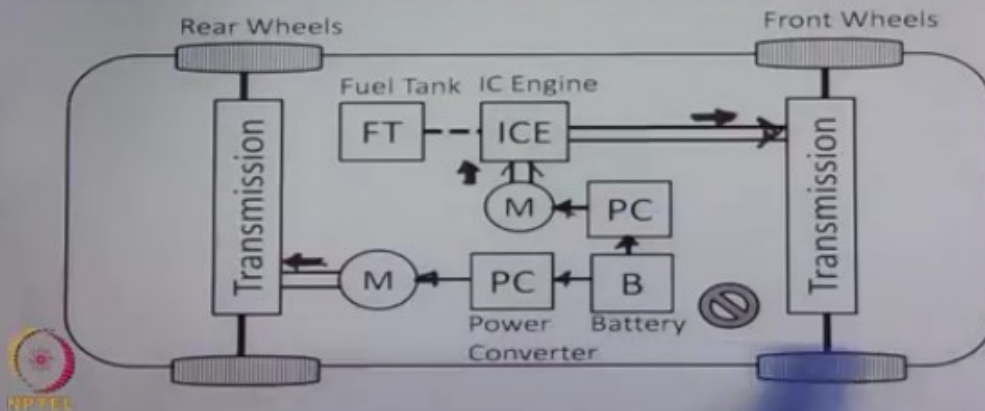 Rear Wheels
Front Wheels
Fuel Tank IC Engine
FT
ICE
Transmission
Transmission
M
PC
M
PC
B
Power
Converter
Battery
NPTEL